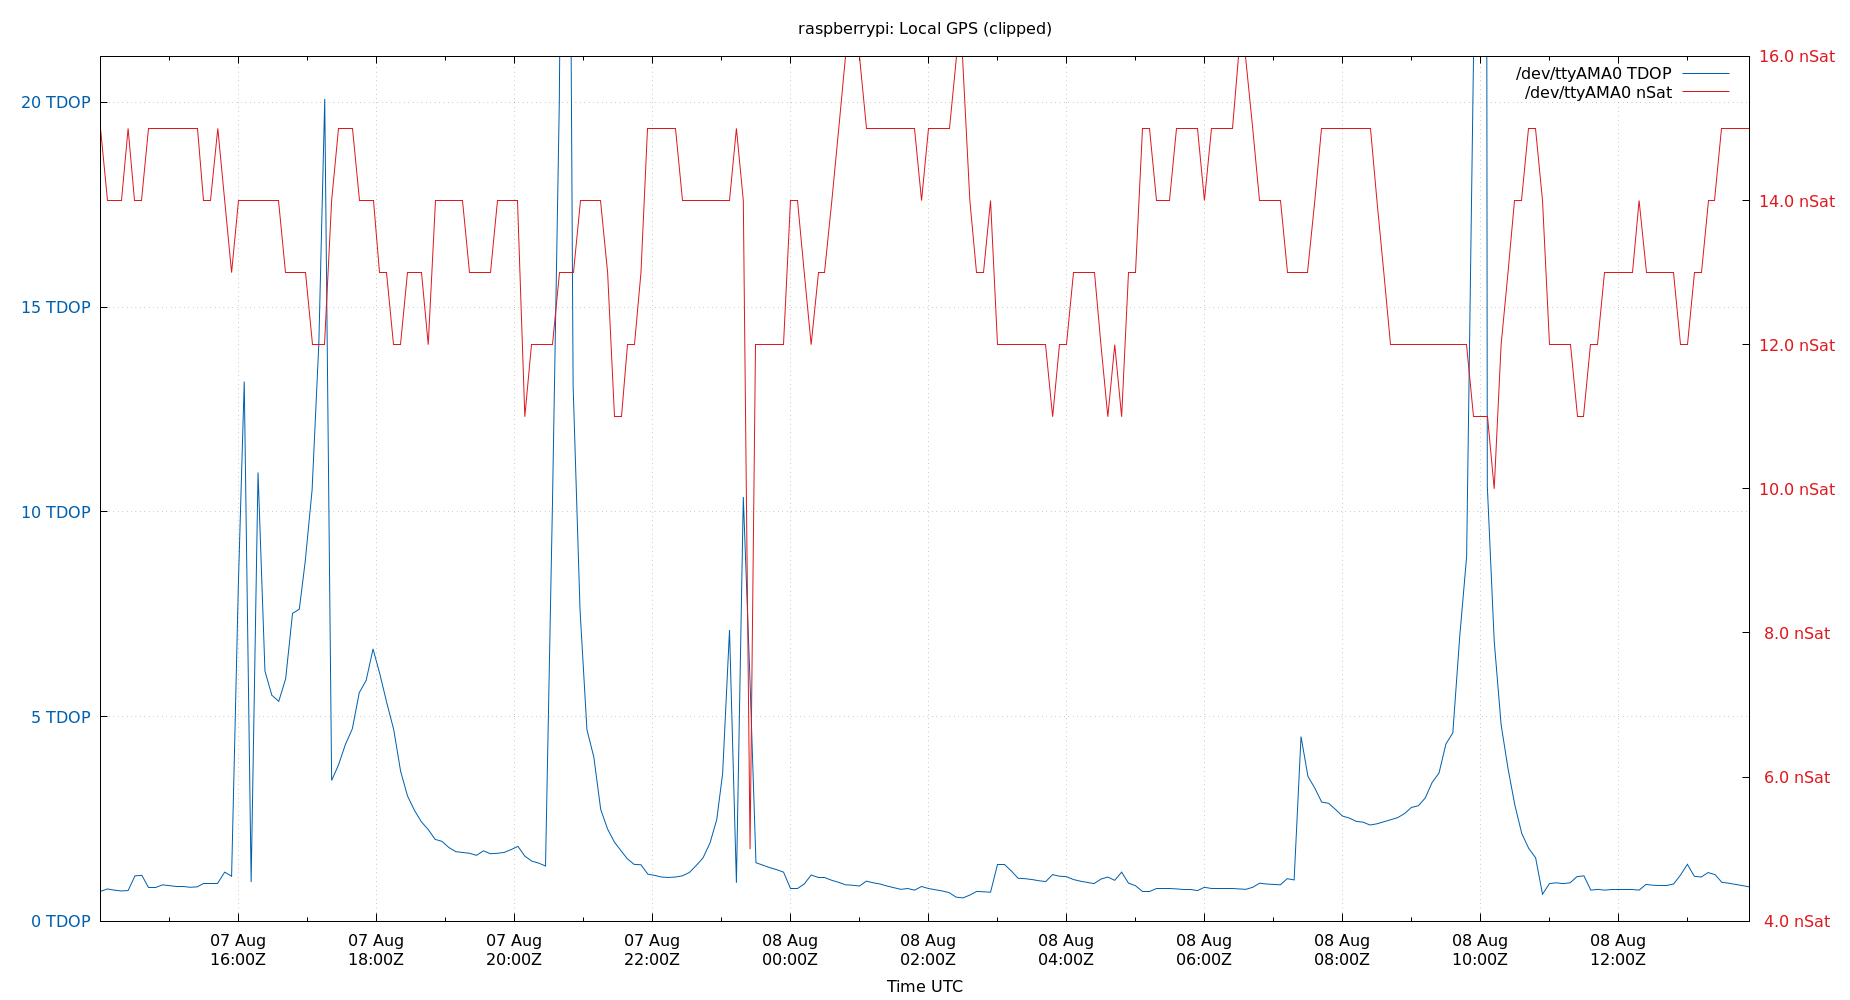 raspberrypi: Local GPS (clipped)
/dev/ttyAMA0 TDOP
/dev/ttyAMA0 nSat
20 TDOP
15 TDOP
10 TDOP
5 TDOP
0 TDOP
16.0 nSat
14.0 nSat
12.0 nSat
10.0 nSat
8.0 nSat
6.0 nSat
4.0 nSat
07 Aug
16:00Z
07 Aug
18:00Z
07 Aug
20:00Z
07 Aug
22:00Z
08 Aug
00:00Z
08 Aug
02:00Z
08 Aug
04:00Z
08 Aug
06:00Z
08 Aug
08:00Z
08 Aug
10:00Z
08 Aug
12:00Z
Time UTC